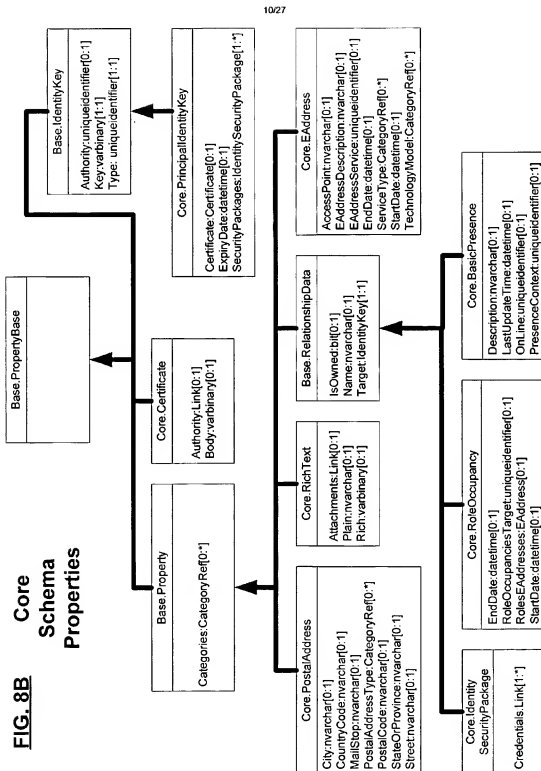 10/27
FIG. 8B
Core
Schema
Properties
Base.PropertyBase
Base.IdentityKey
Authority:uniqueidentifier[0:1]
Key:varbinary[1:1]
Type: uniqueidentifier[1:1]
Core.PrincipalIdentityKey
Certificate:Certificate[0:1]
ExpiryDate:datetime[0:1]
SecurityPackages:IdentitySecurityPackage[1:*]
Base.Property
Categories:CategoryRef[0:*]
Core.Certificate
Authority:Link[0:1]
Body:varbinary[0:1]
Core.PostalAddress
City:nvarchar[0:1]
CountryCode:nvarchar[0:1]
MailStop:nvarchar[0:1]
PostalAddressType:CategoryRef[0:*]
PostalCode:nvarchar[0:1]
StateOrProvince:nvarchar[0:1]
Street:nvarchar[0:1]
Core.RichText
Attachments:Link[0:1]
Plain:nvarchar[0:1]
Rich:varbinary[0:1]
Base.RelationshipData
IsOwned:bit[0:1]
Name:nvarchar[0:1]
Target:IdentityKey[1:1]
Core.EAddress
AccessPoint:nvarchar[0:1]
EAddressDescription:nvarchar[0:1]
EAddressService:uniqueidentifier[0:1]
EndDate:datetime[0:1]
ServiceType:CategoryRef[0:*]
StartDate:datetime[0:1]
TechnologyModel:CategoryRef[0:*]
Core.Identity
SecurityPackage
Credentials.Link[1:*]
Core.RoleOccupancy
EndDate:datetime[0:1]
RoleOccupanciesTarget:uniqueidentifier[0:1]
RolesEAddresses:EAddress[0:1]
StartDate:datetime[0:1]
Core.BasicPresence
Description:nvarchar[0:1]
LastUpdateTime:datetime[0:1]
OnLine:uniqueidentifier[0:1]
PresenceContext:uniqueidentifier[0:1]